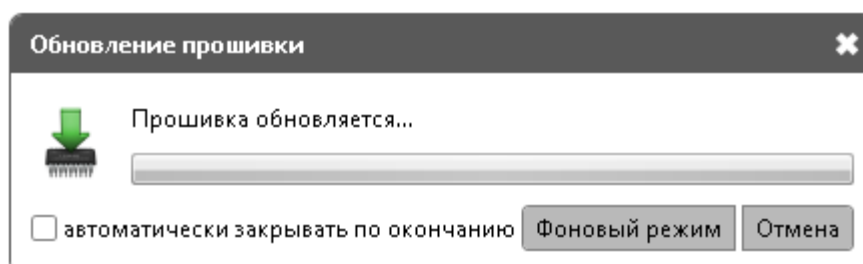 Обновление прошивки
Прошивка обновляется...
автоматически закрывать по окончанию Фоновый режим Отмена